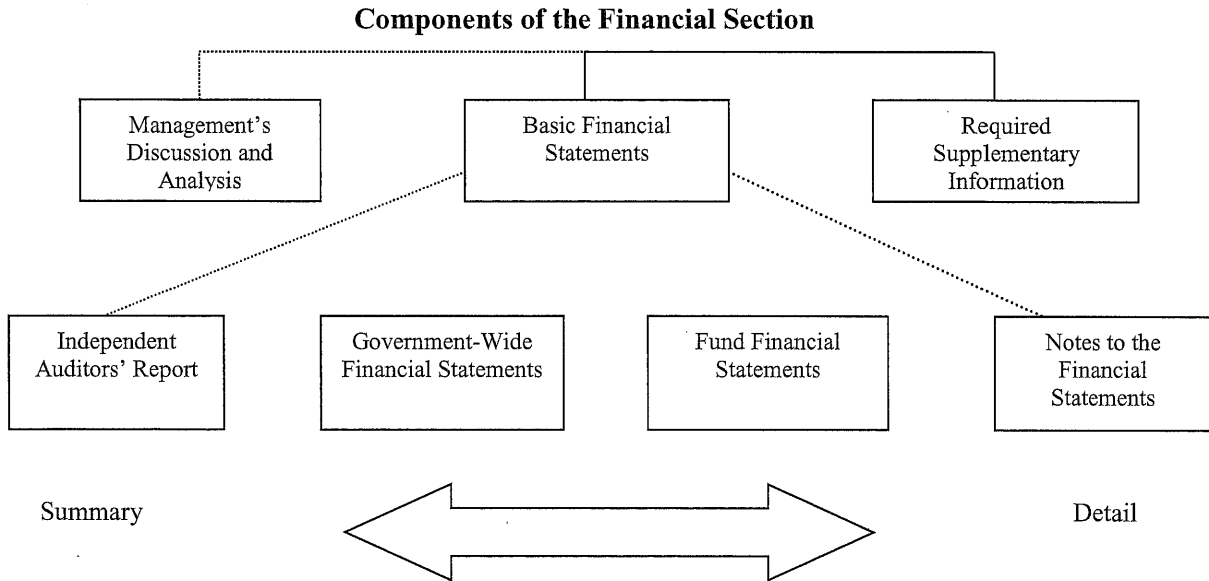 Components of the Financial Section
Management’s
Discussion and
Analysis
Basic Financial
Statements
Required
Supplementary
Information
Independent
Auditors’ Report
Government-Wide
Financial Statements
Fund Financial
Statements
Notes to the
Financial
Statements
Summary
Detail